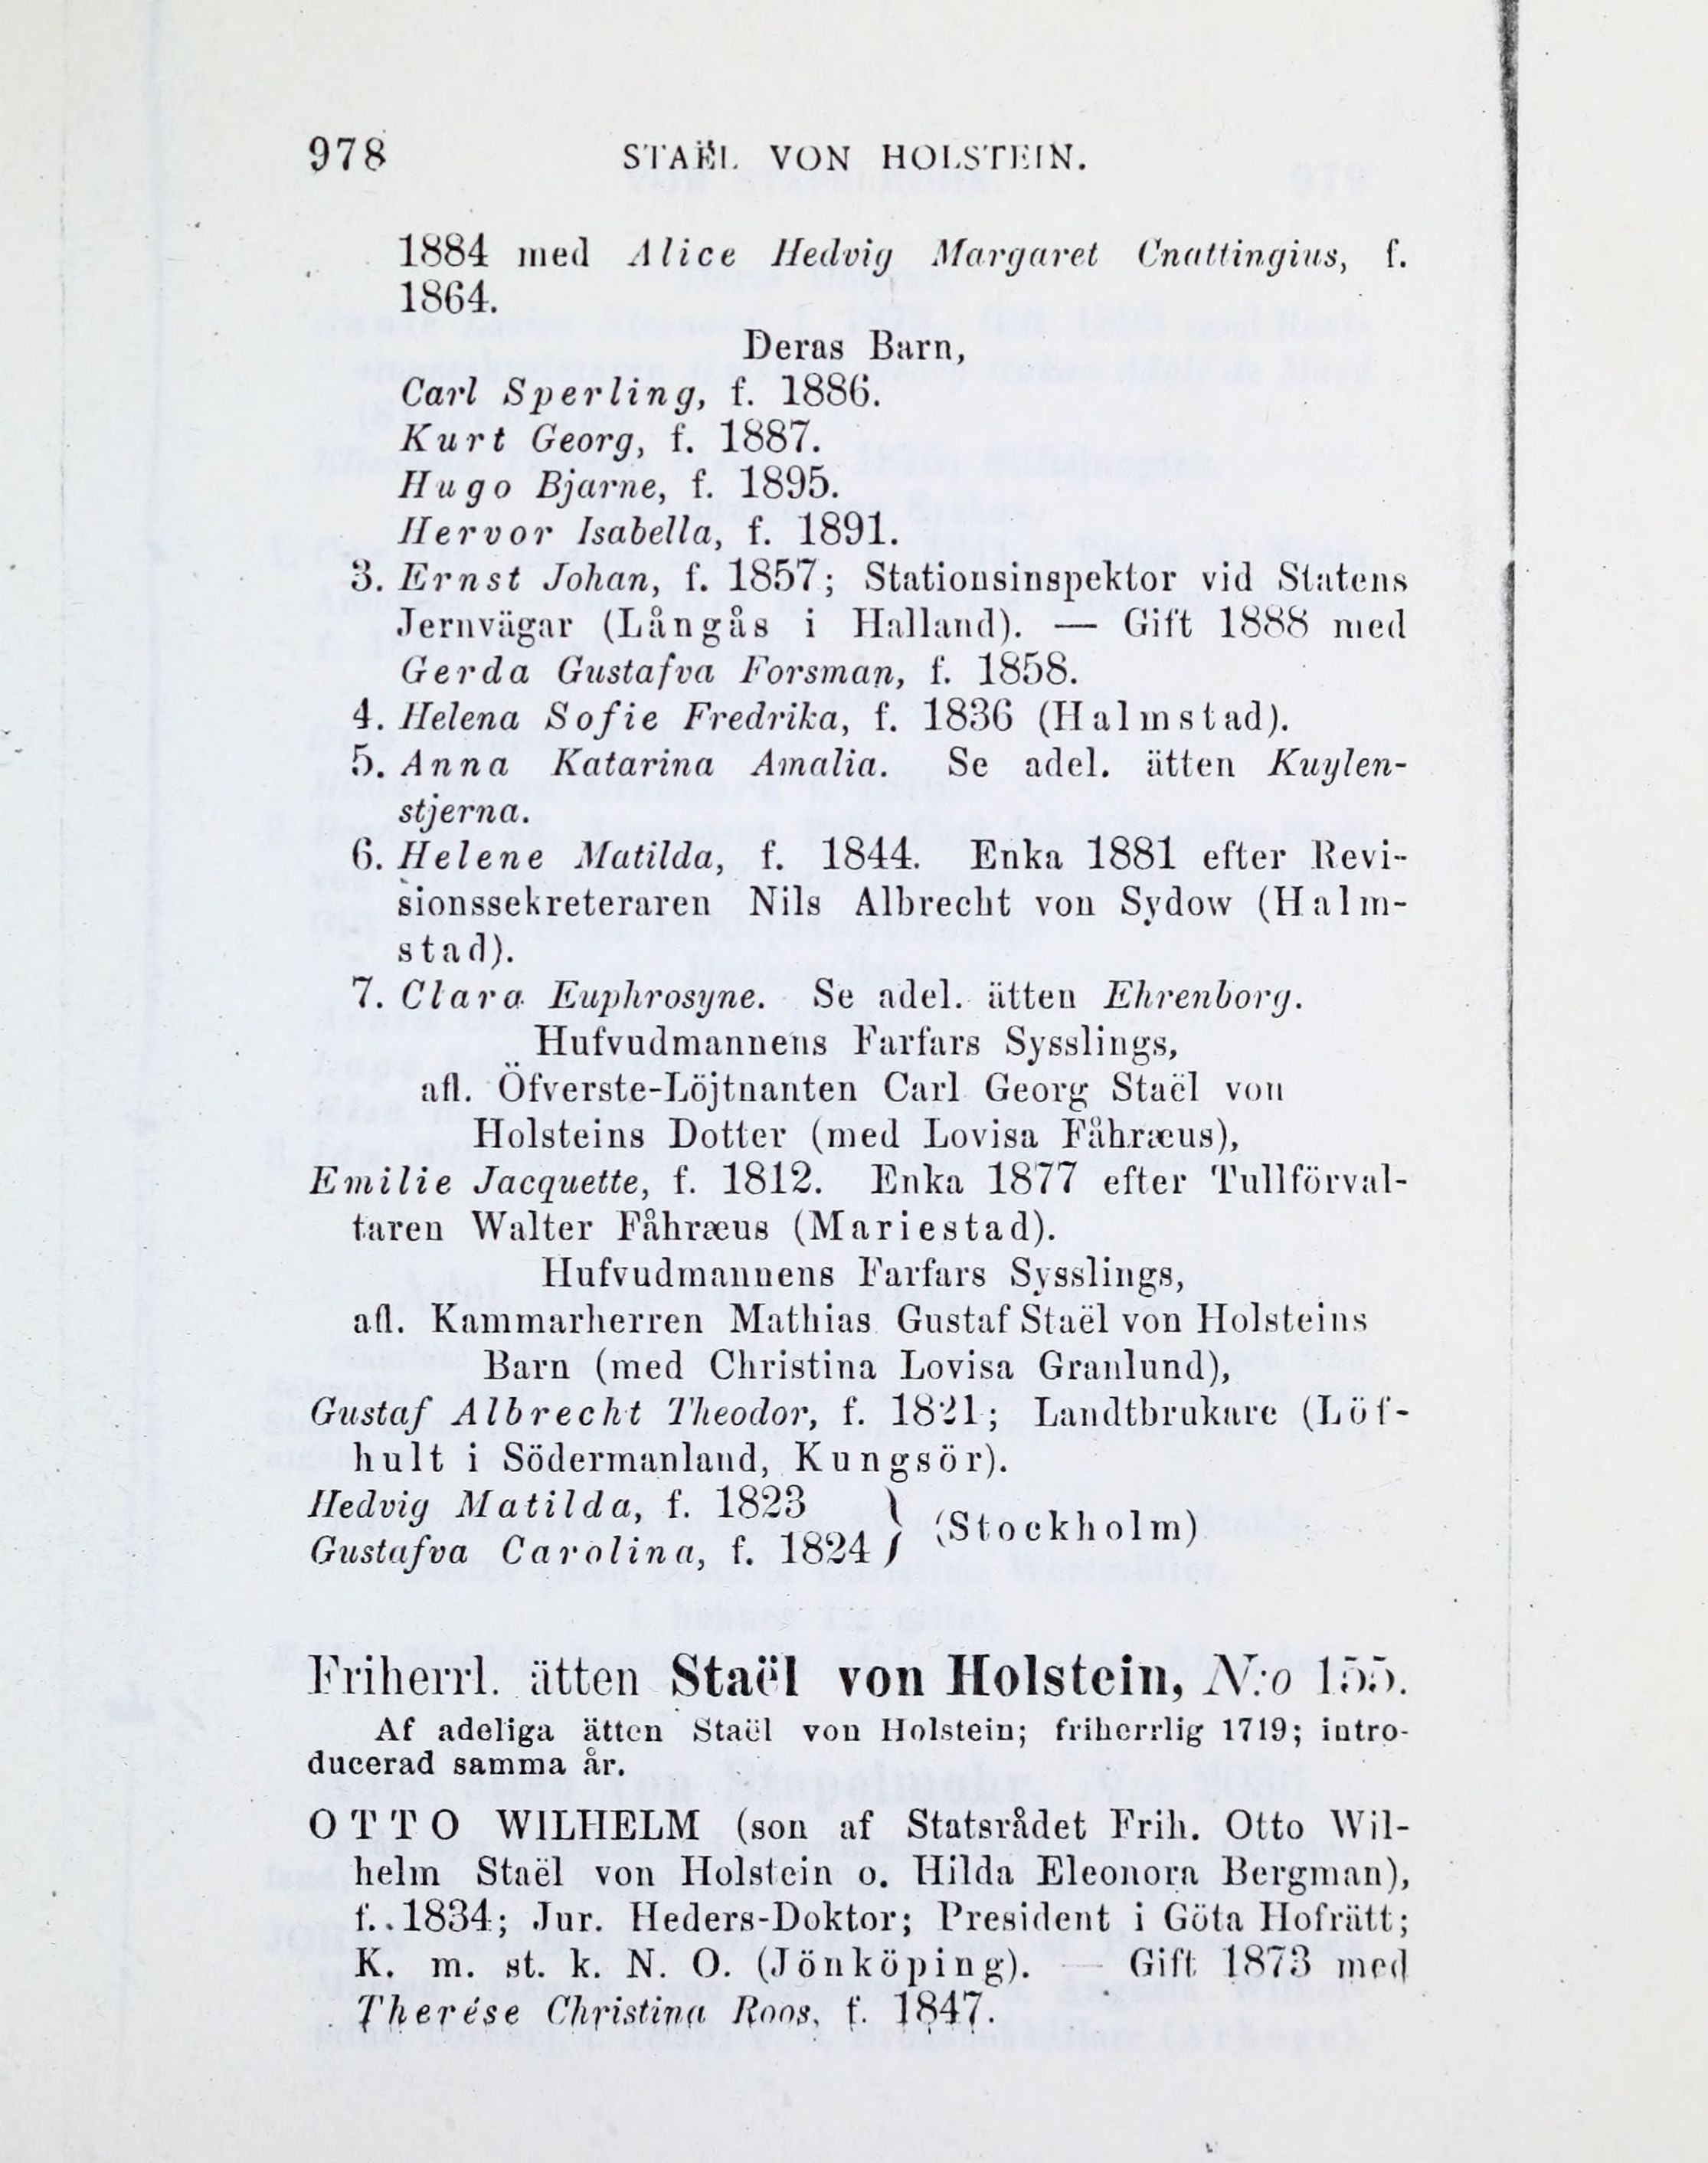 978 STAËL VON HOLSTEIN.
1884 med Alice Hedvig Margaret Cnattingius, f.
1864.
Deras Barn,
Carl Sperling, f. 1886.
Kurt Georg, f. 1887.
Hugo Bjarne, f. 1895.
Hervor Isabella, f. 1891.
3. Ernst Johan, f. 1857; Stationsinspektor vid Statens
Jernvägar (Långås i Halland). — Gift 1888 med
Gerda Gustafva Forsman, f. 1858.
4. Helena Sofie Fredrika, f. 1836 (Halmstad).
5. Anna Katarina Amalia. Se adel. ätten Kuylen-
stjerna.
6. Helene Matilda, f. 1844. Enka 1881 efter Revi-
sionssekreteraren Nils Albrecht von Sydow (Halm-
stad).
7. Clara Euphrosyne. Se adel. ätten Ehrenborg.
Hufvudmannens Farfars Sysslings,
afl. Öfverste-Löjtnanten Carl Georg Staël von
Holsteins Dotter (med Lovisa Fåhræus),
Emilie Jacquette, f. 1812. Enka 1877 efter Tullförval-
taren Walter Fåhræus (Mariestad).
Hufvudmannens Farfars Sysslings,
afl. Kammarherren Mathias Gustaf Staël von Holsteins
Barn (med Christina Lovisa Granlund),
Gustaf Albrecht Theodor, f. 1821; Landtbrukare (Löf-
hult i Södermanland, Kungsör).
Hedvig Matilda, f. 1823
Gustafva Carolina, f. 1824 } (Stockholm)
Friherrl. ätten Staël von Holstein, N:o 155.
Af adeliga ätten Staël von Holstein; friherrlig 1719; intro-
ducerad samma år.
OTTO WILHELM (son af Statsrådet Frih. Otto Wil-
helm Staël von Holstein o. Hilda Eleonora Bergman),
f. 1834; Jur. Heders-Doktor; President i Göta Hofrätt;
K. m. st. k. N. O. (Jönköping). — Gift 1873 med
Therése Christina Roos, f. 1847.